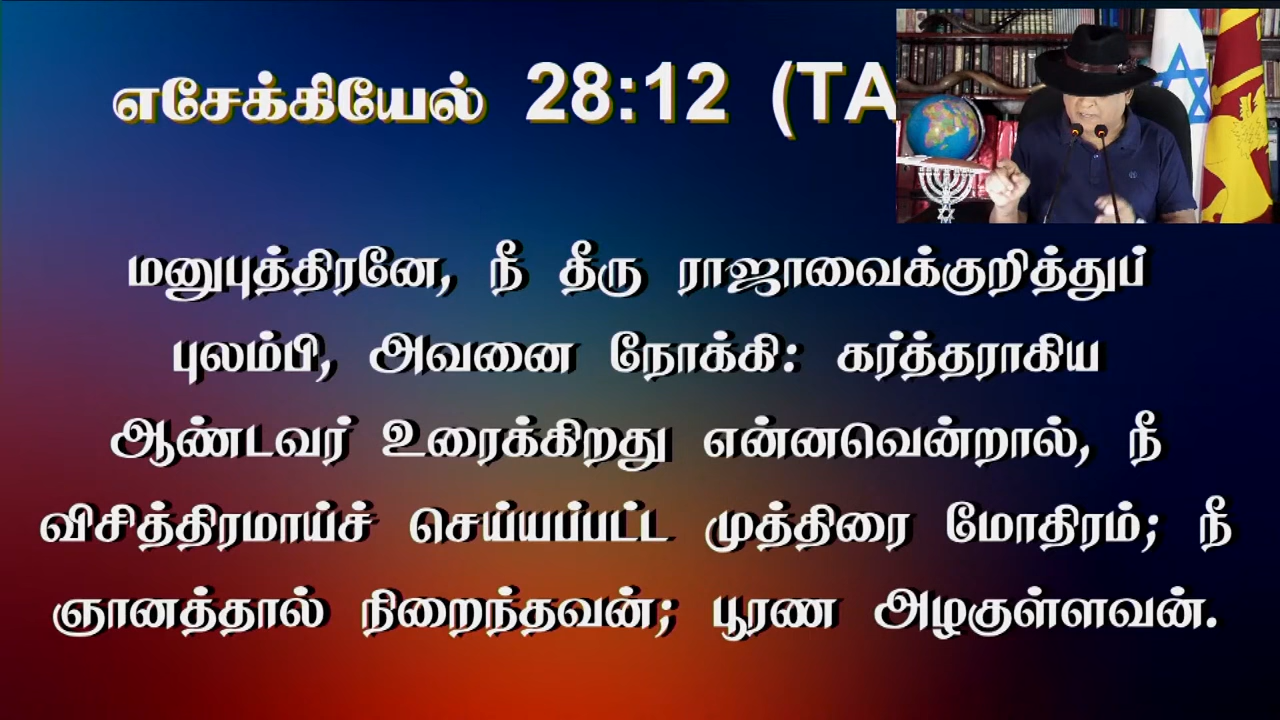 எசேக்கியேல் 28:12 (TA
மனுபுத்திரனே, நீ தீரு ராஜாவைக்குறித்துப்
புலம்பி, அவனை நோக்கி: கர்த்தராகிய
ஆண்டவர் உரைக்கிறது என்னவென்றால், நீ
விசித்திரமாய்ச் செய்யப்பட்ட முத்திரை மோதிரம்; நீ
ஞானத்தால் நிறைந்தவன்; பூரண அழகுள்ளவன்.